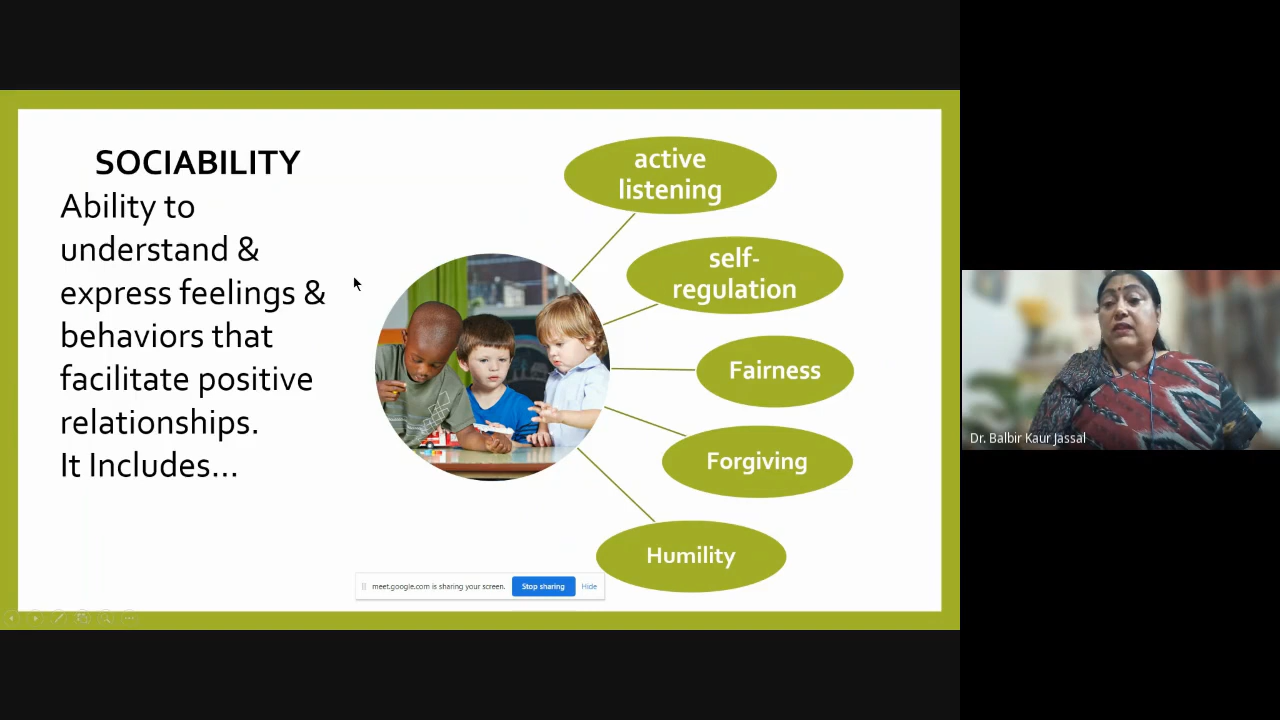 SOCIABILITY
Ability to
understand &
express feelings &
behaviors that
facilitate positive
relationships.
It Includes...
active
listening
self-
regulation
Fairness
Forgiving
Humility
meet.google.com is sharing your screen. Stop sharing Hide
Dr. Balbir Kaur Jassal